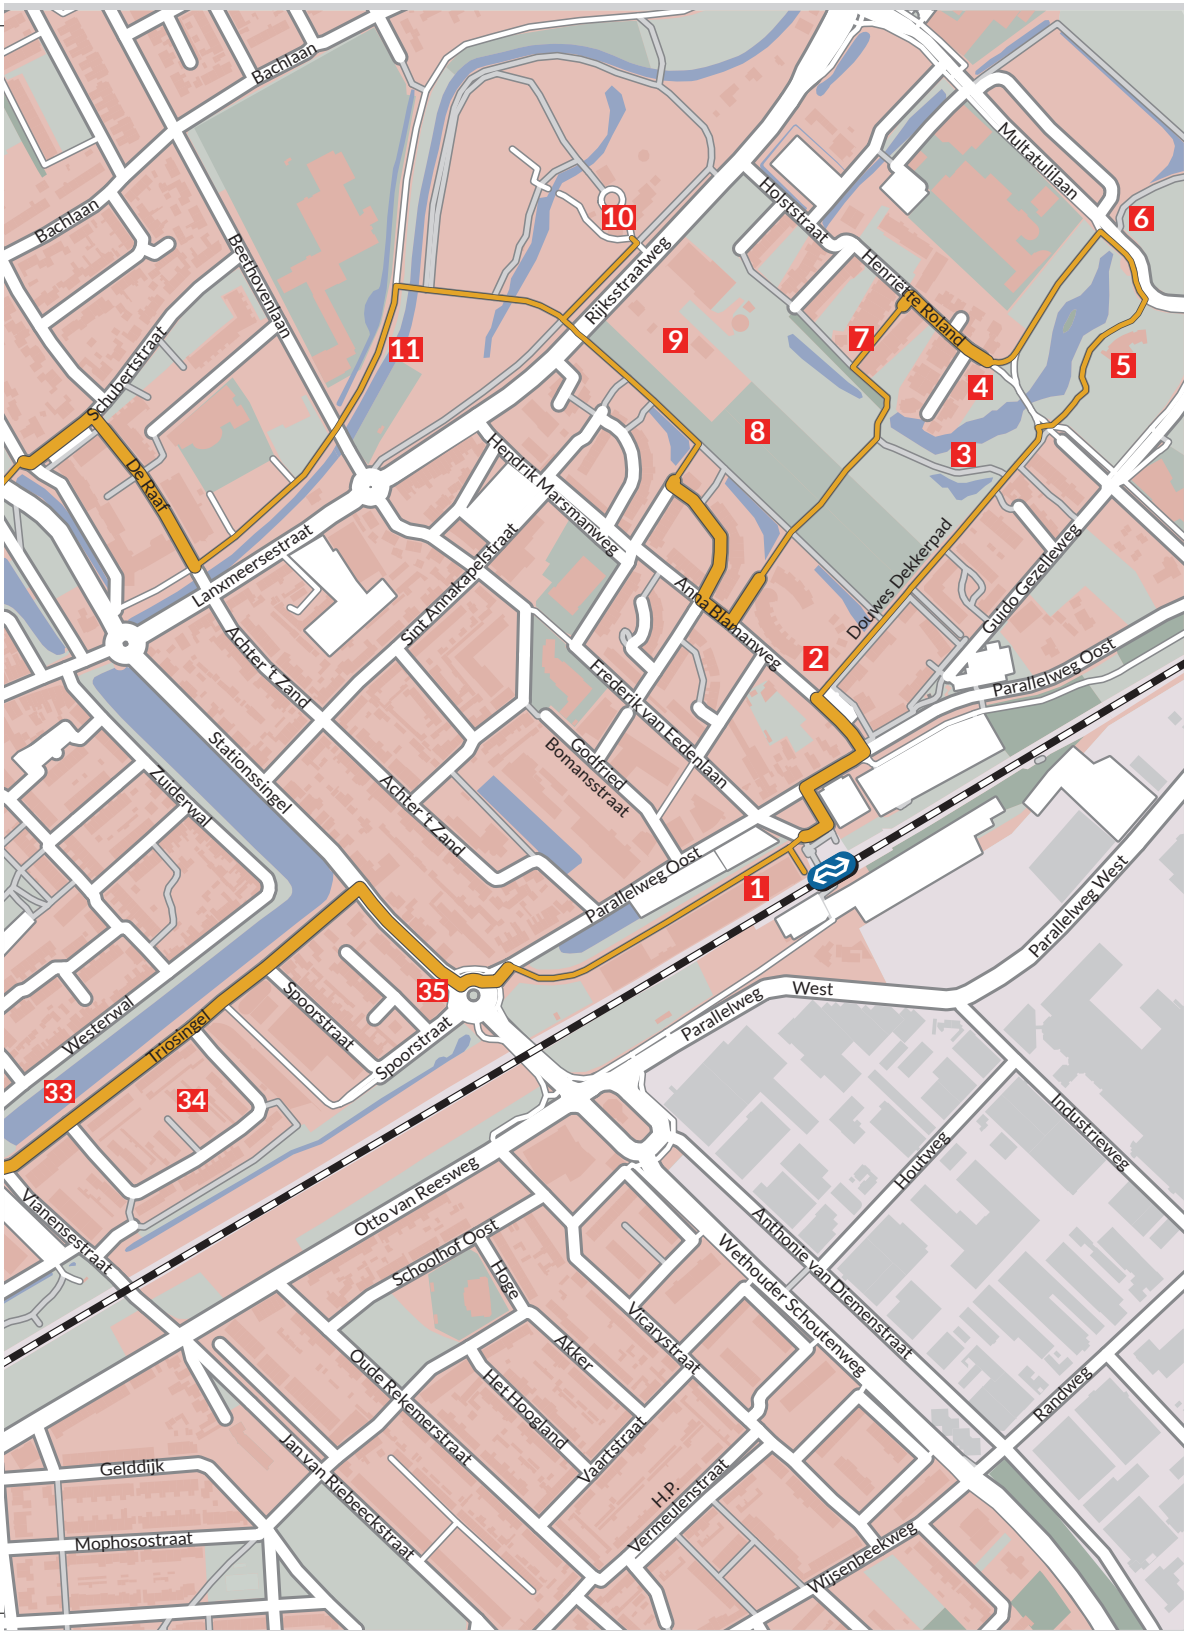 Bachlaan
Multatulilaan
6
Holststraat
Bachlaan
10
Beethovenlaan
Rijksstraatweg
Henriëtte Roland
9
7
11
5
Schubertstraat
4
8
3
De Raaf
Hendrik Marsmanweg
Lanxmeersestraat
Sint Annakapelstraat
Douwes Dekkerpad
Guido Gezelleweg
Anna Blamanweg
Achter 't Zand
2
Parallelweg Oost
Frederik van Eedenlaan
Stationssingel
Godfried
Bomansstraat
Zuiderwal
Achter 't Zand
Parallelweg Oost
1
Parallelweg West
35
West
Parallelweg
Westerwal
Triosingel
Spoorstraat
Spoorstraat
33
34
Industrieweg
Houtweg
Otto van Reesweg
Vianensestraat
Schoolhof Oost
Anthonie van Diemenstraat
Wethouder Schoutenweg
Hoge
Akker
Vicarystraat
Oude Rekemerstraat
Het Hoogland
Randweg
Vaartstraat
Jan van Riebeeckstraat
Gelddijk
H.P.
Vermeulenstraat
Mophosostraat
Wijsenbeekweg